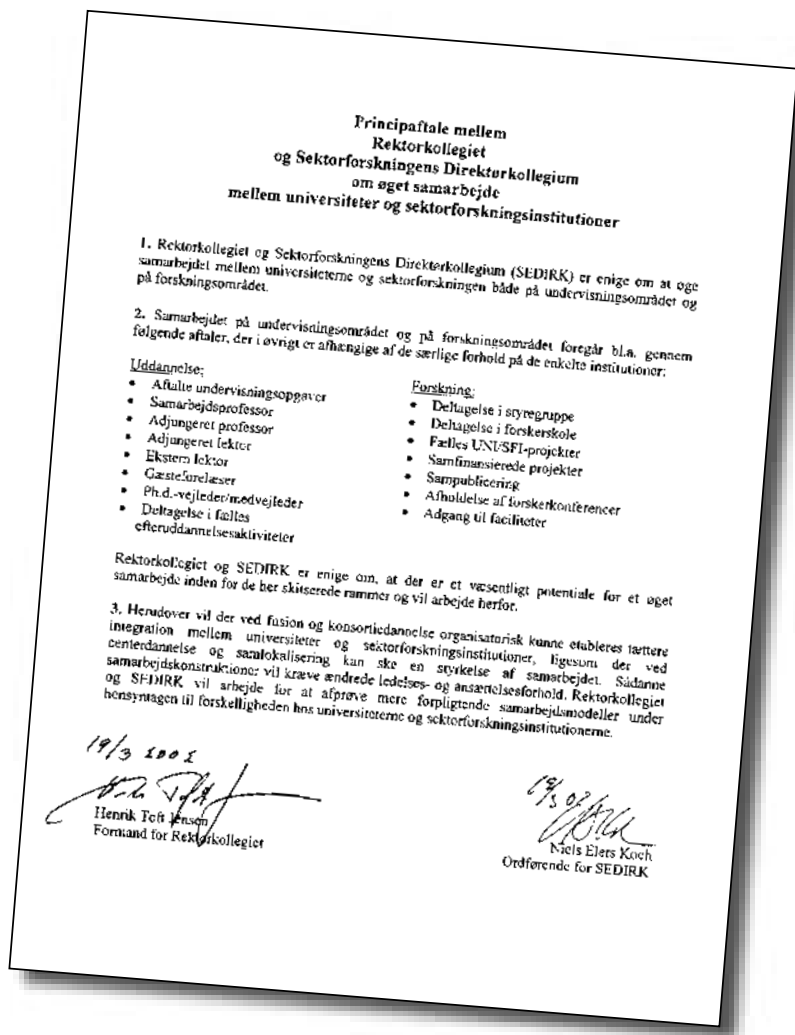 Principaftale mellem
Rektorkollegiet
og Sektorforskningens Direktørkollegium
om øget samarbejde
mellem universiteter og sektorforskningsinstitutioner
1. Rektorkollegiet og Sektorforskningens Direktørkollegium (SEDIRK) er enige om at øge
samarbejdet mellem universiteterne og sektorforskningen både på undervisningsområdet og
på forskningsområdet.
2. Samarbejdet på undervisningsområdet og på forskningsområdet foregår bl.a. gennem
følgende aftaler, der i øvrigt er afhængige af de særlige forhold på de enkelte institutioner:
Uddannelse:
• Aftalte undervisningsopgaver
• Samarbejdsprofessor
• Adjungeret professor
• Adjungeret lektor
• Ekstern lektor
• Gæsteforelæser
• Ph.d.-vejleder/medvejleder
• Deltagelse i fælles
efteruddannelsesaktiviteter
Forskning:
• Deltagelse i styregruppe
• Deltagelse i forskerskole
• Fælles UNI/SFI-projekter
• Samfinansierede projekter
• Sampublicering
• Afholdelse af forskerkonferencer
• Adgang til faciliteter
Rektorkollegiet og SEDIRK er enige om, at der er et væsentligt potentiale for et øget
samarbejde inden for de her skitserede rammer og vil arbejde herfor.
3. Herudover vil der ved fusion og konsortiedannelse organisatorisk kunne etableres tættere
integration mellem universiteter og sektorforskningsinstitutioner, ligesom der ved
centerdannelse og samlokalisering kan ske en styrkelse af samarbejdet. Sådanne
samarbejdskonstruktioner vil kræve ændrede ledelses- og ansættelsesforhold. Rektorkollegiet
og SEDIRK vil arbejde for at afprøve mere forpligtende samarbejdsmodeller under
hensyntagen til forskelligheden hos universiteterne og sektorforskningsinstitutionerne.
19/3 2002
Henrik Toft Jensen
Formand for Rektorkollegiet
19/3 02
Niels Elers Koch
Ordførende for SEDIRK